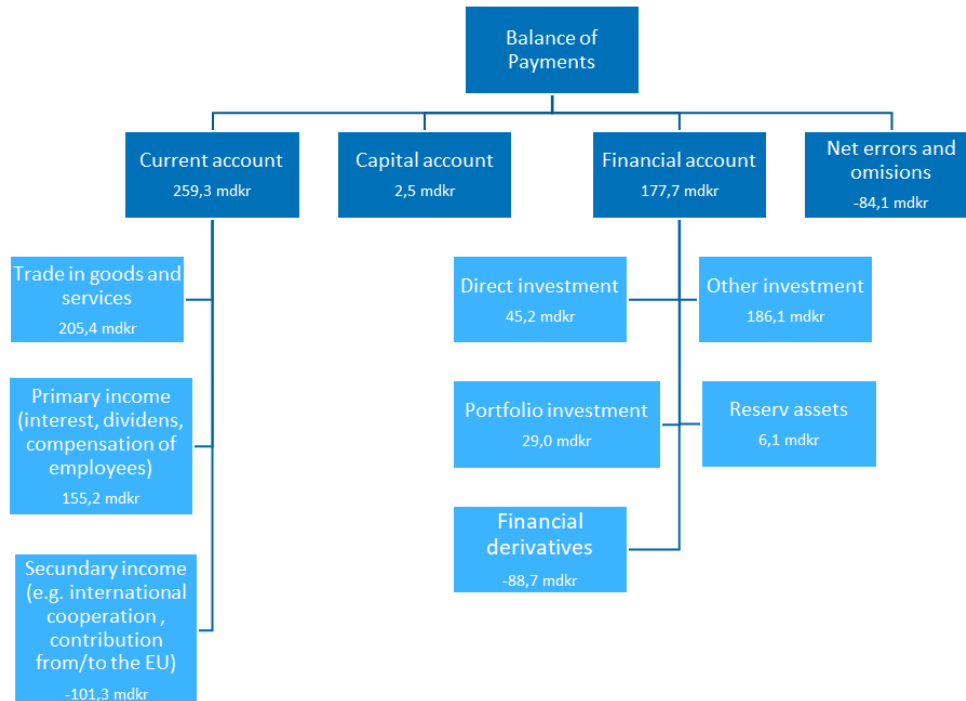 Balance of
Payments
Current account
259,3 mdkr
Capital account
2,5 mdkr
Financial account
177,7 mdkr
Net errors and
omisions
-84,1 mdkr
Trade in goods and
services
205,4 mdkr
Primary income
(interest, dividens,
compensation of
employees)
155,2 mdkr
Secundary income
(e.g. international
cooperation ,
contribution
from/to the EU)
-101,3 mdkr
Direct investment
45,2 mdkr
Other investment
186,1 mdkr
Portfolio investment
29,0 mdkr
Reserv assets
6,1 mdkr
Financial
derivatives
-88,7 mdkr